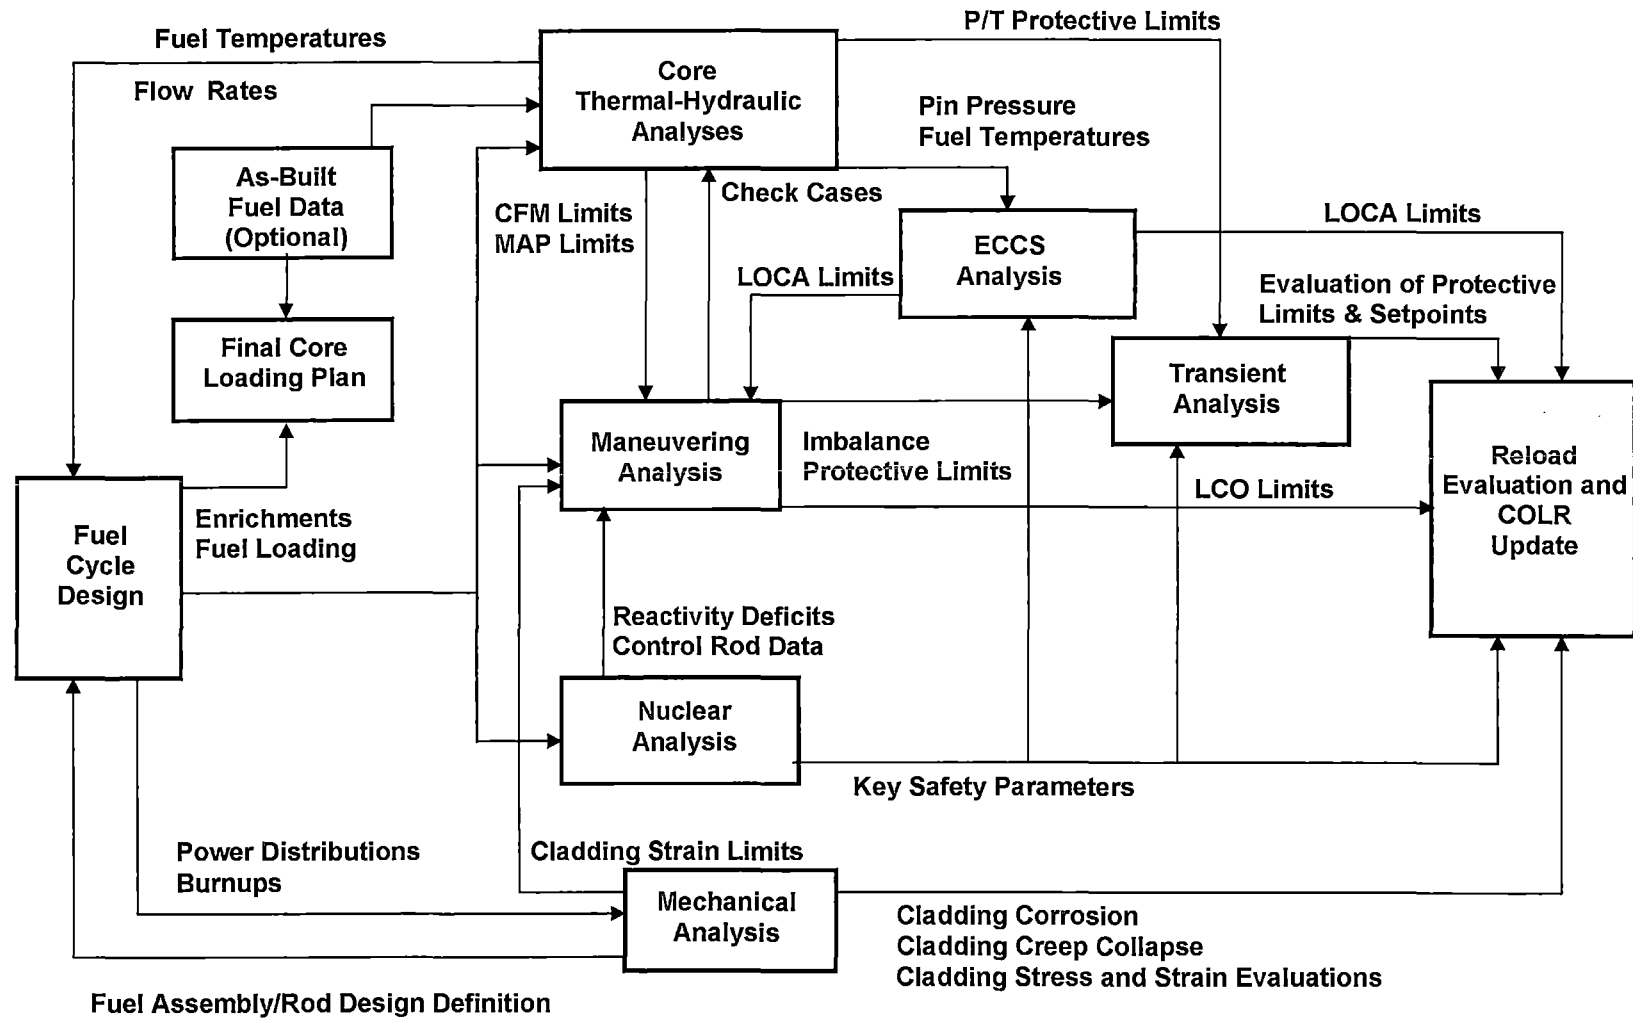 P/T Protective Limits
Fuel Temperatures
Flow Rates
Core
Thermal-Hydraulic
Analyses
Pin Pressure
Fuel Temperatures
As-Built
Fuel Data
(Optional)
Check Cases
CFM Limits
MAP Limits
LOCA Limits
ECCS
Analysis
LOCA Limits
Evaluation of Protective
Limits & Setpoints
Final Core
Loading Plan
Transient
Analysis
Maneuvering
Analysis
Imbalance
Protective Limits
LCO Limits
Reload
Evaluation and
COLR
Update
Fuel
Cycle
Design
Enrichments
Fuel Loading
Reactivity Deficits
Control Rod Data
Nuclear
Analysis
Key Safety Parameters
Power Distributions
Burnups
Cladding Strain Limits
Mechanical
Analysis
Cladding Corrosion
Cladding Creep Collapse
Cladding Stress and Strain Evaluations
Fuel Assembly/Rod Design Definition